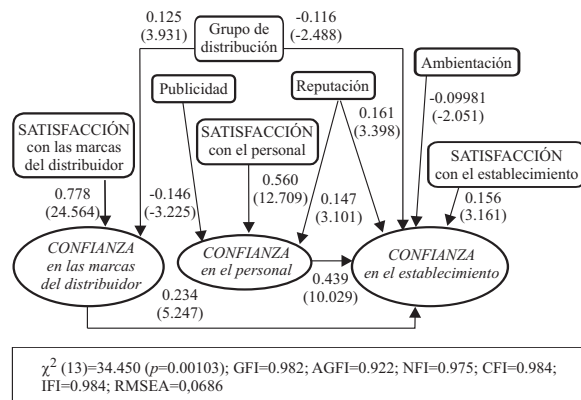 0.125
(3.931)
Grupo de
distribución
-0.116
(-2.488)
Ambientación
Publicidad
Reputación
0.161
(3.398)
-0.09981
(-2.051)
SATISFACCIÓN
con las marcas
del distribuidor
SATISFACCIÓN
con el personal
SATISFACCIÓN
con el establecimiento
0.778
(24.564)
-0.146
(-3.225)
0.560
(12.709)
0.147
(3.101)
0.156
(3.161)
CONFIANZA
en las marcas
del distribuidor
CONFIANZA
en el personal
CONFIANZA
en el establecimiento
0.439
(10.029)
0.234
(5.247)
χ² (13)=34.450 (p=0.00103); GFI=0.982; AGFI=0.922; NFI=0.975; CFI=0.984;
IFI=0.984; RMSEA=0,0686